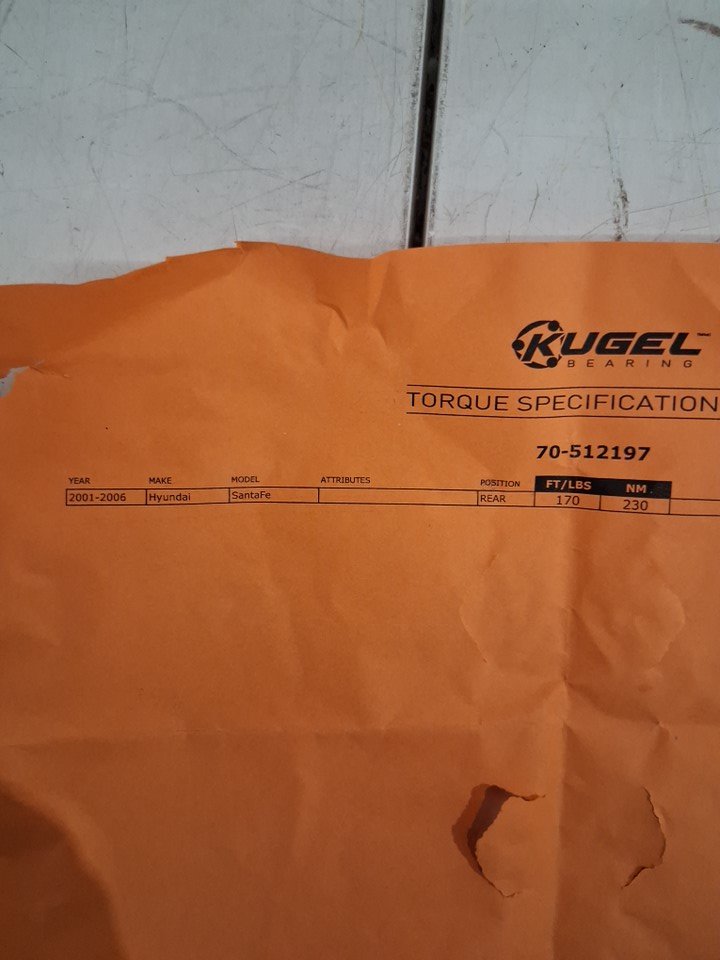 KUGEL
BEARING
TORQUE SPECIFICATION
70-512197
YEAR MAKE MODEL ATTRIBUTES POSITION FT/LBS NM
2001-2006 Hyundai SantaFe REAR 170 230